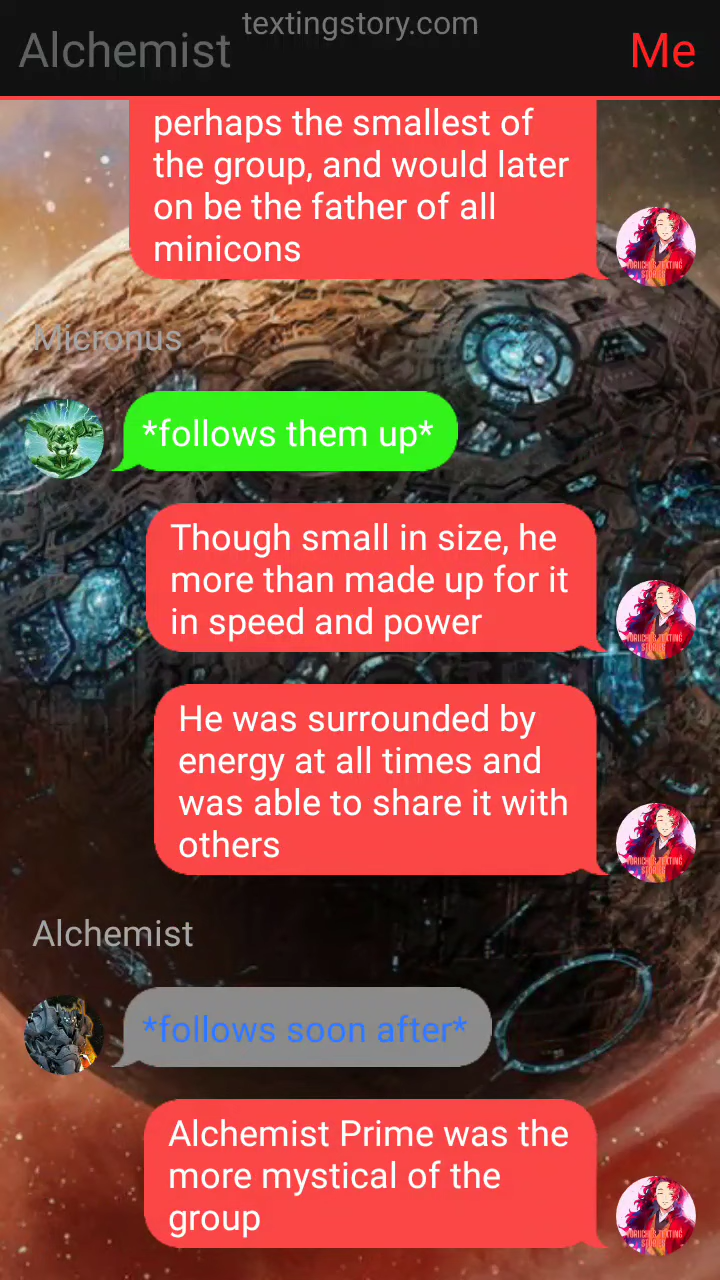 textingstory.com
Alchemist
Me
perhaps the smallest of
the group, and would later
on be the father of all
minicons
Micronus
*follows them up*
Though small in size, he
more than made up for it
in speed and power
He was surrounded by
energy at all times and
was able to share it with
others
Alchemist
*follows soon after*
Alchemist Prime was the
more mystical of the
group